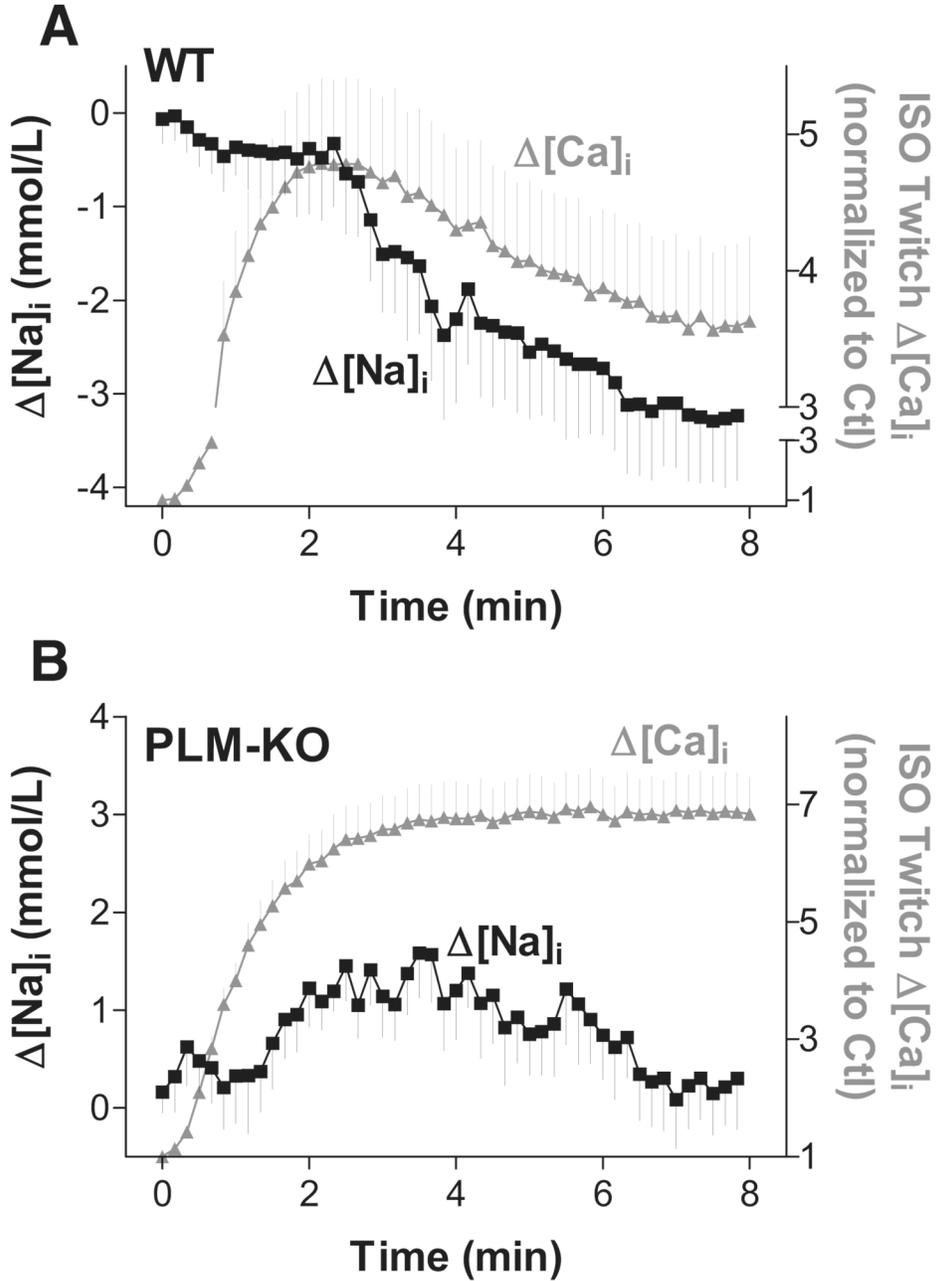 A
WT
Δ[Na]i (mmol/L)
0
-1
-2
-3
-4
Δ[Ca]i
Δ[Na]i
5
4
3
3
1
ISO Twitch Δ[Ca]i
(normalized to Ctl)
0
2
4
6
8
Time (min)
B
PLM-KO
Δ[Na]i (mmol/L)
4
3
2
1
0
Δ[Ca]i
Δ[Na]i
7
5
3
1
ISO Twitch Δ[Ca]i
(normalized to Ctl)
0
2
4
6
8
Time (min)